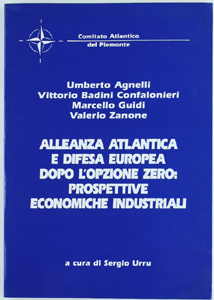 Comitato Atlantico
del Piemonte
Umberto Agnelli
Vittorio Badini Confalonieri
Marcello Guidi
Valerio Zanone
ALLEANZA ATLANTICA
E DIFESA EUROPEA
DOPO L'OPZIONE ZERO:
PROSPETTIVE
ECONOMICHE INDUSTRIALI
a cura di Sergio Urru